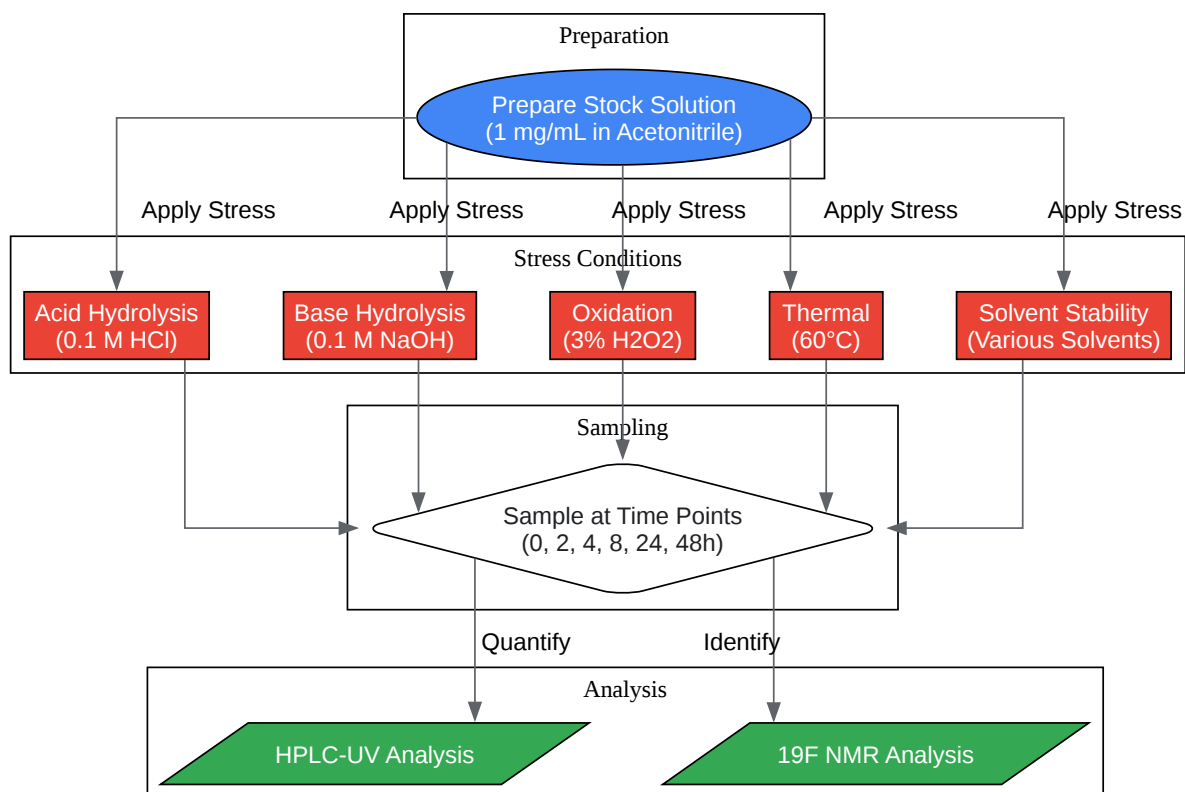 Preparation
Prepare Stock Solution
(1 mg/mL in Acetonitrile)
Apply Stress
Apply Stress
Apply Stress
Apply Stress
Apply Stress
Stress Conditions
Acid Hydrolysis
(0.1 M HCl)
Base Hydrolysis
(0.1 M NaOH)
Oxidation
(3% H2O2)
Thermal
(60°C)
Solvent Stability
(Various Solvents)
Sampling
Sample at Time Points
(0, 2, 4, 8, 24, 48h)
Quantify
Identify
Analysis
HPLC-UV Analysis
19F NMR Analysis